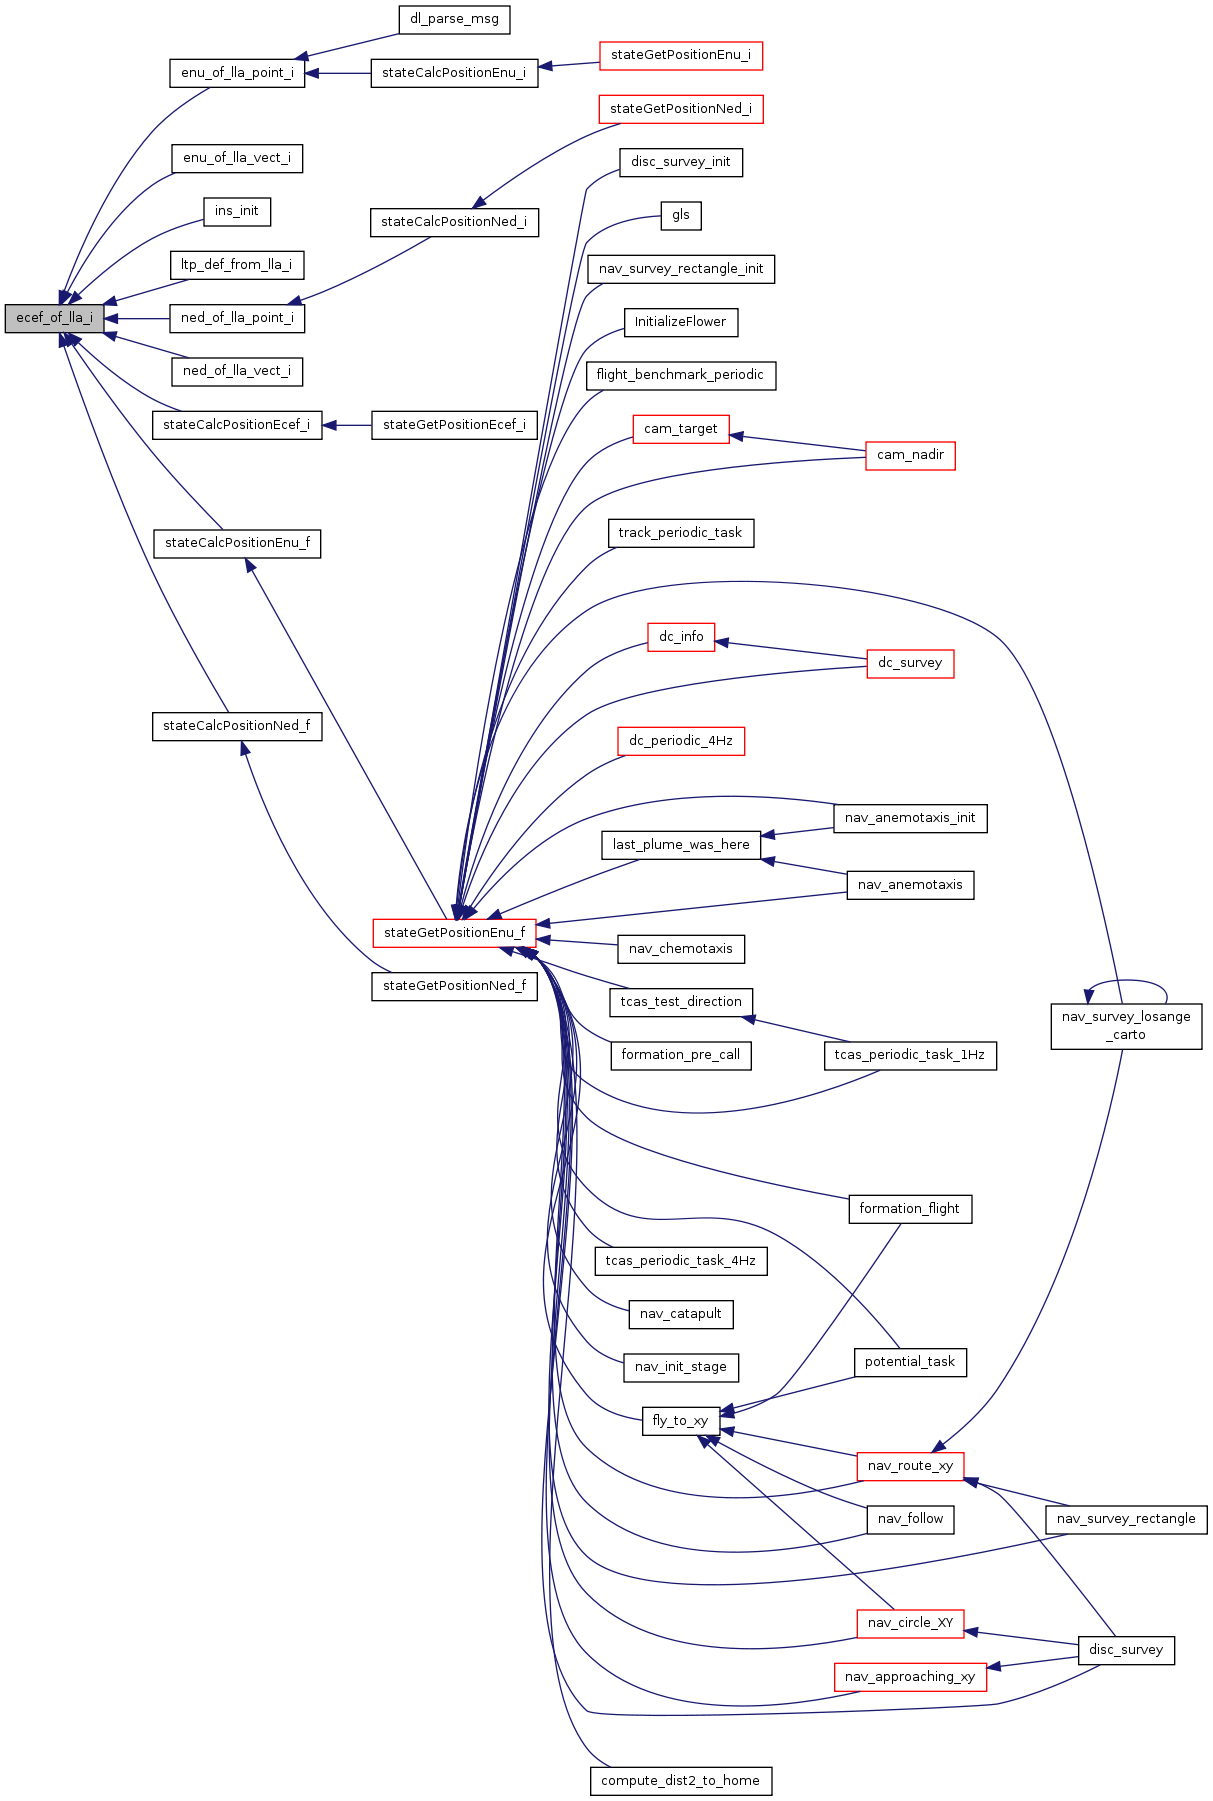 dl_parse_msg
stateGetPositionEnu_i
enu_of_lla_point_i
stateCalcPositionEnu_i
stateGetPositionNed_i
enu_of_lla_vect_i
disc_survey_init
ins_init
stateCalcPositionNed_i
gls
ltp_def_from_lla_i
nav_survey_rectangle_init
ecef_of_lla_i
ned_of_lla_point_i
InitializeFlower
ned_of_lla_vect_i
flight_benchmark_periodic
stateCalcPositionEcef_i
stateGetPositionEcef_i
cam_target
cam_nadir
track_periodic_task
stateCalcPositionEnu_f
dc_info
dc_survey
stateCalcPositionNed_f
dc_periodic_4Hz
nav_anemotaxis_init
last_plume_was_here
nav_anemotaxis
stateGetPositionEnu_f
nav_chemotaxis
stateGetPositionNed_f
tcas_test_direction
nav_survey_losange
_carto
formation_pre_call
tcas_periodic_task_1Hz
formation_flight
tcas_periodic_task_4Hz
nav_catapult
nav_init_stage
potential_task
fly_to_xy
nav_route_xy
nav_follow
nav_survey_rectangle
nav_circle_XY
disc_survey
nav_approaching_xy
compute_dist2_to_home